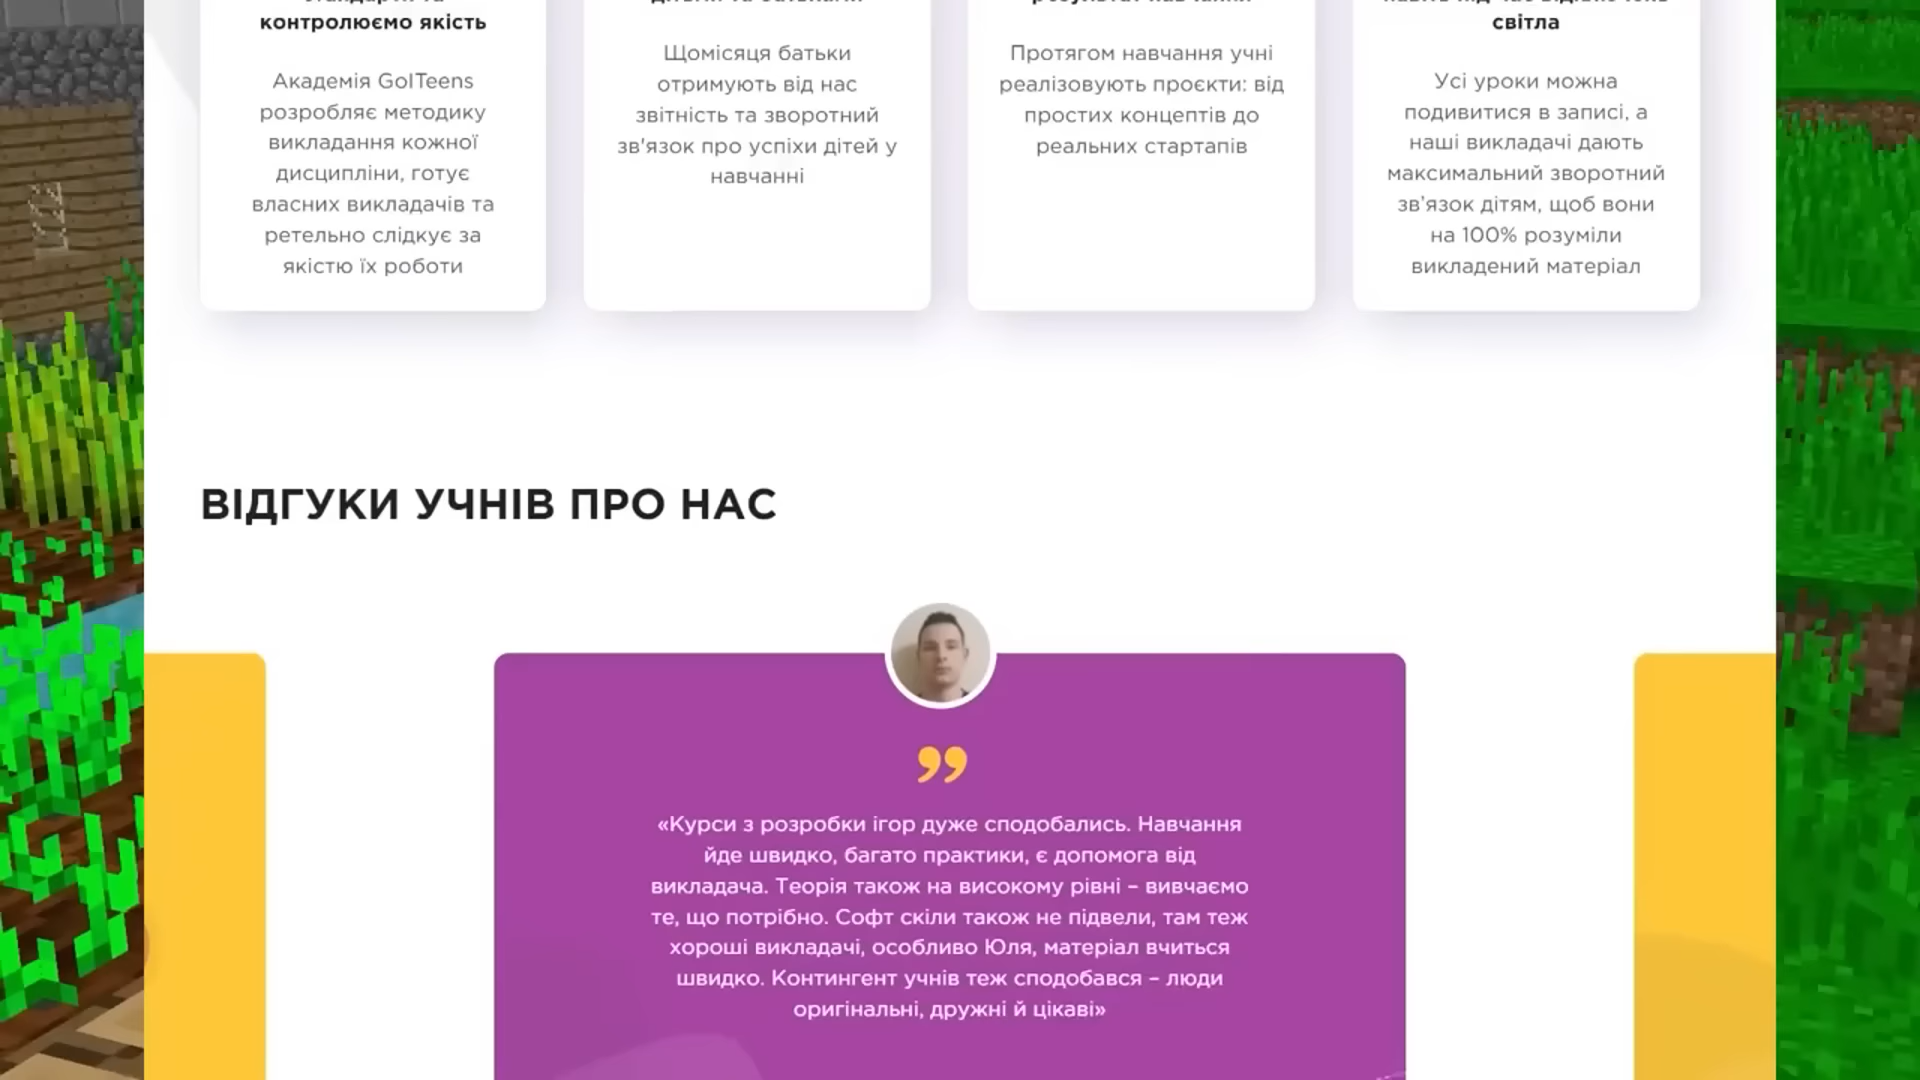 контролюємо якість
Академія GoITeens
розробляє методику
викладання кожної
дисципліни, готує
власних викладачів та
ретельно слідкує за
якістю їх роботи
Щомісяця батьки
отримують від нас
звітність та зворотний
зв'язок про успіхи дітей у
навчанні
Протягом навчання учні
реалізовують проєкти: від
простих концептів до
реальних стартапів
світла
Усі уроки можна
подивитися в записі, а
наші викладачі дають
максимальний зворотний
зв'язок дітям, щоб вони
на 100% розуміли
викладений матеріал
ВІДГУКИ УЧНІВ ПРО НАС
«Курси з розробки ігор дуже сподобались. Навчання
йде швидко, багато практики, є допомога від
викладача. Теорія також на високому рівні – вивчаємо
те, що потрібно. Софт скіли також не підвели, там теж
хороші викладачі, особливо Юля, матеріал вчиться
швидко. Контингент учнів теж сподобався – люди
оригінальні, дружні й цікаві»